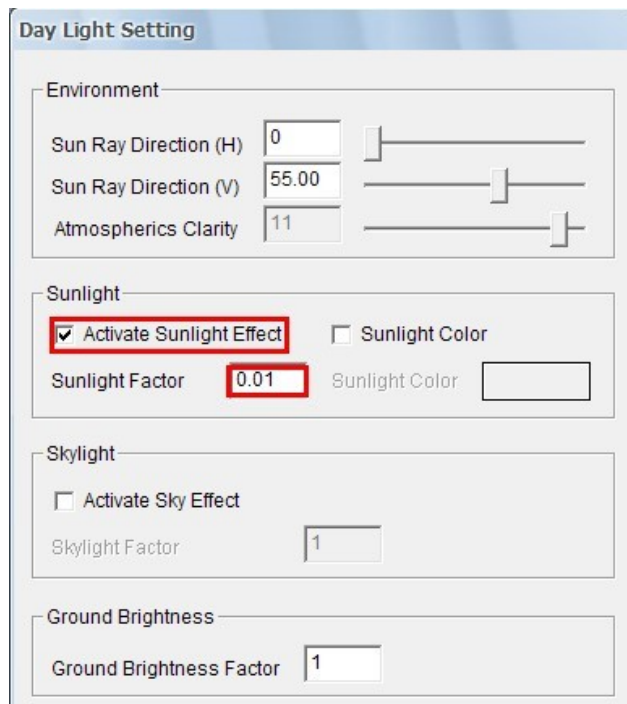 Day Light Setting
Environment
Sun Ray Direction (H) 0
Sun Ray Direction (V) 55.00
Atmospherics Clarity 11
Sunlight
Activate Sunlight Effect Sunlight Color
Sunlight Factor 0.01 Sunlight Color
Skylight
Activate Sky Effect
Skylight Factor 1
Ground Brightness
Ground Brightness Factor 1